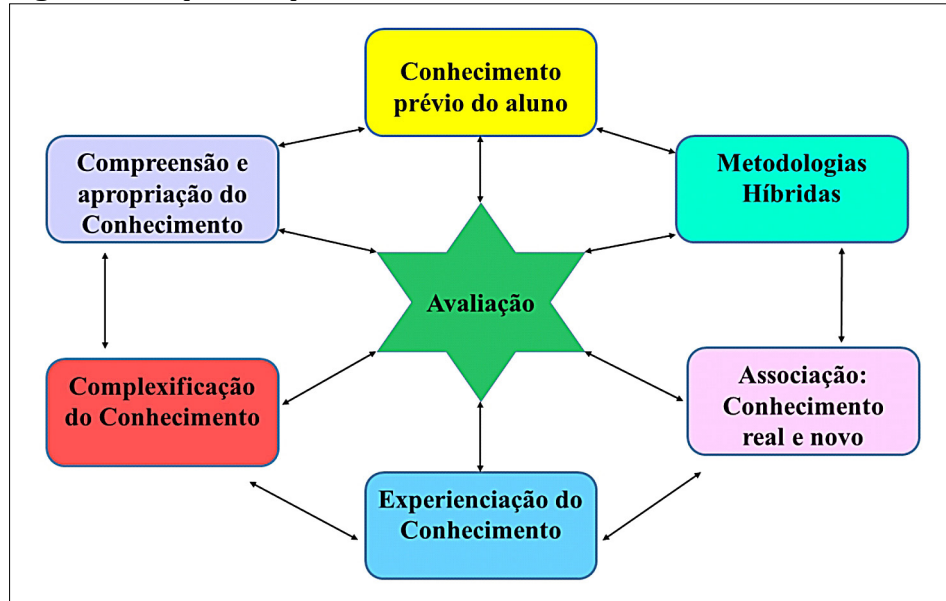 Conhecimento
prévio do aluno
Compreensão e
apropriação do
Conhecimento
Metodologias
Híbridas
Avaliação
Complexificação
do Conhecimento
Associação:
Conhecimento
real e novo
Experienciação do
Conhecimento